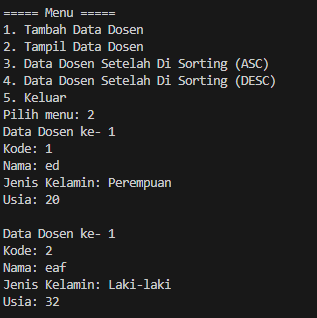 ===== Menu =====
1. Tambah Data Dosen
2. Tampil Data Dosen
3. Data Dosen Setelah Di Sorting (ASC)
4. Data Dosen Setelah Di Sorting (DESC)
5. Keluar
Pilih menu: 2
Data Dosen ke- 1
Kode: 1
Nama: ed
Jenis Kelamin: Perempuan
Usia: 20

Data Dosen ke- 1
Kode: 2
Nama: eaf
Jenis Kelamin: Laki-laki
Usia: 32